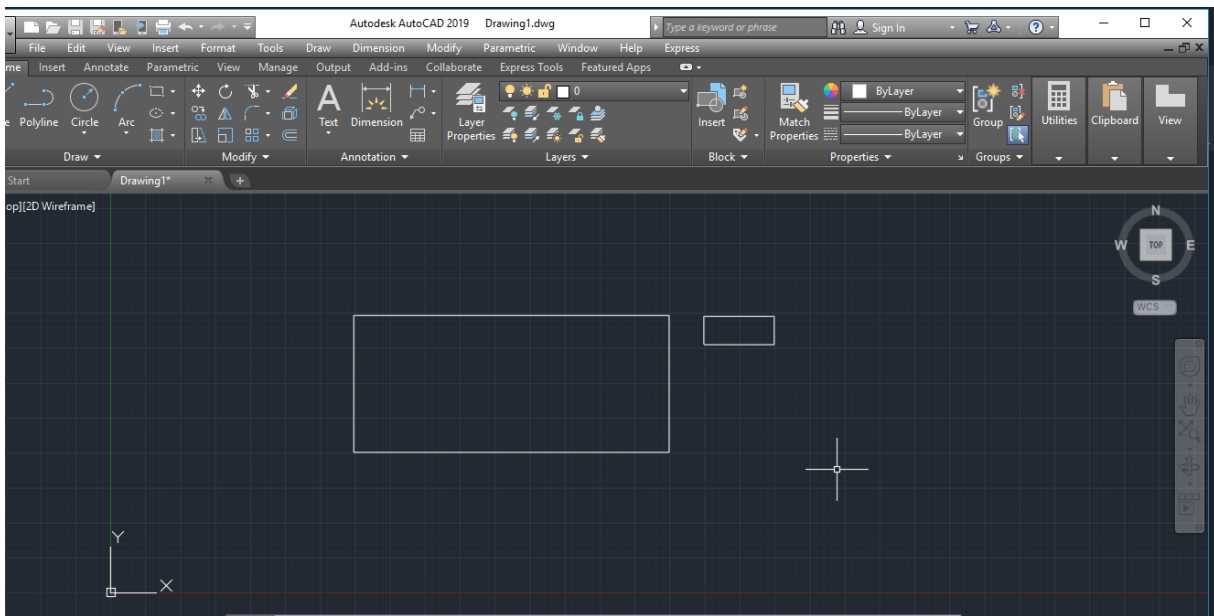 Autodesk AutoCAD 2019 Drawing1.dwg Type a keyword or phrase Sign In
File Edit View Insert Format Tools Draw Dimension Modify Parametric Window Help Express
me Insert Annotate Parametric View Manage Output Add-ins Collaborate Express Tools Featured Apps
0 ByLayer
ByLayer
e Polyline Circle Arc Text Dimension Layer Properties Insert Match Properties ByLayer Group Utilities Clipboard View
Draw Modify Annotation Layers Block Properties Groups
Start Drawing1* +
op][2D Wireframe]
N
W TOP E
S
WCS
Y
X